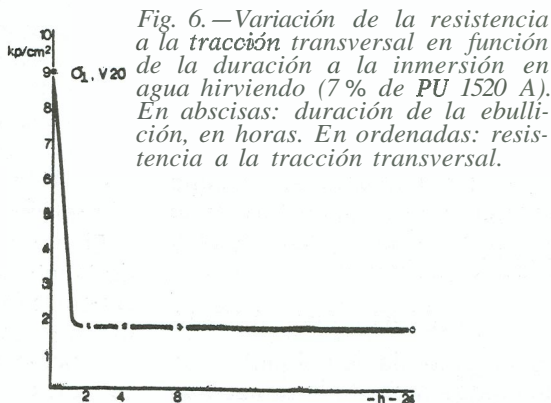 Fig. 6.—Variación de la resistencia
a la tracción transversal en función
de la duración a la inmersión en
agua hirviendo (7 % de PU 1520 A).
En abscisas: duración de la ebulli-
ción, en horas. En ordenadas: resis-
tencia a la tracción transversal.
10
kp/cm²
9 σ⊥, V20
8
7
6
5
4
3
2
1
2 4 8 -h- 24